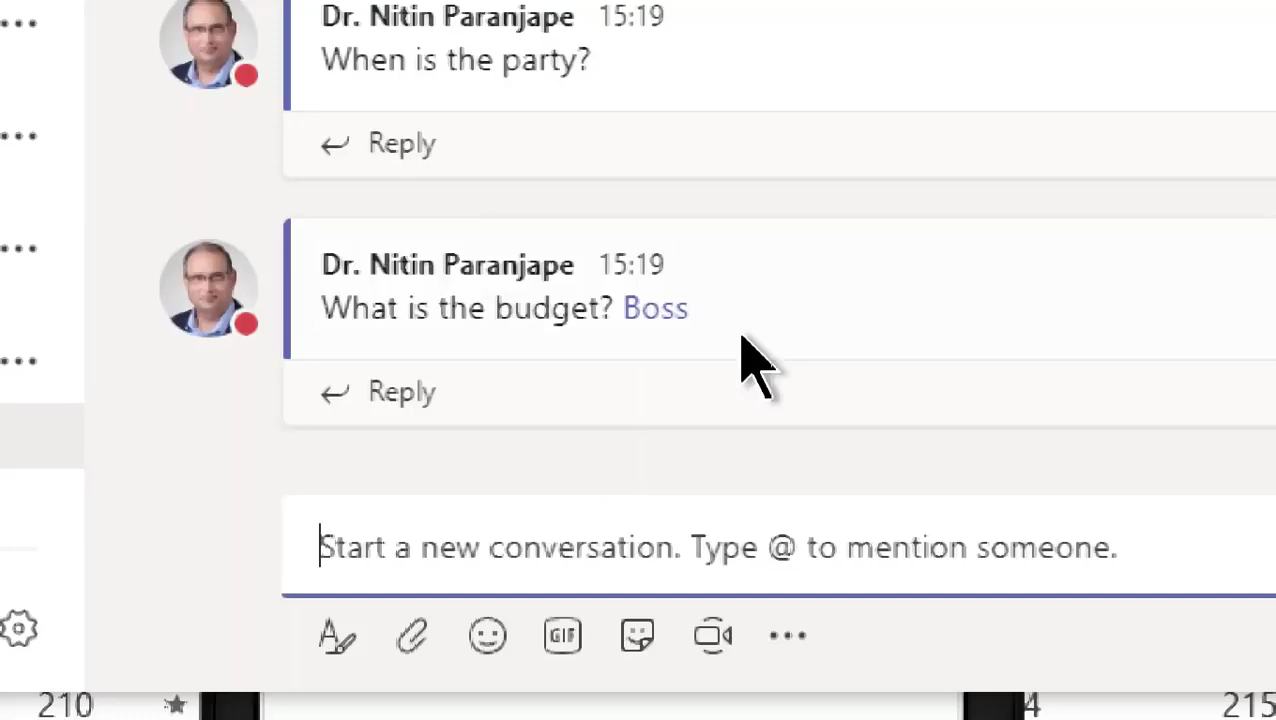 Dr. Nitin Paranjape 15:19
When is the party?
Reply
Dr. Nitin Paranjape 15:19
What is the budget? Boss
Reply
Start a new conversation. Type @ to mention someone.
GIF
210
4
215